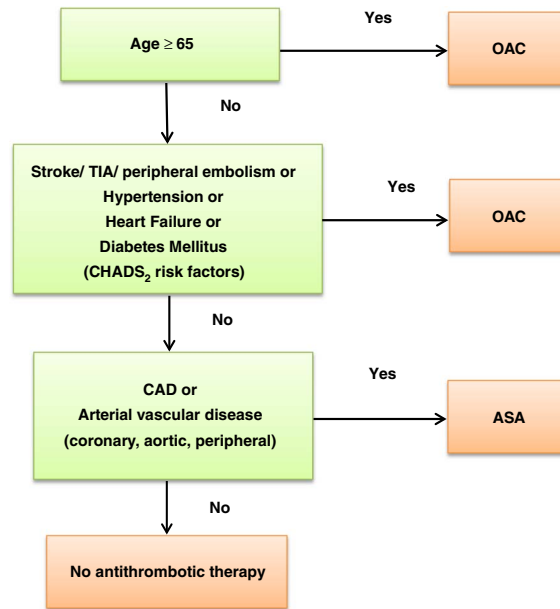 Age ≥ 65
Yes
OAC
No
Stroke/ TIA/ peripheral embolism or
Hypertension or
Heart Failure or
Diabetes Mellitus
(CHADS₂ risk factors)
Yes
OAC
No
CAD or
Arterial vascular disease
(coronary, aortic, peripheral)
Yes
ASA
No
No antithrombotic therapy